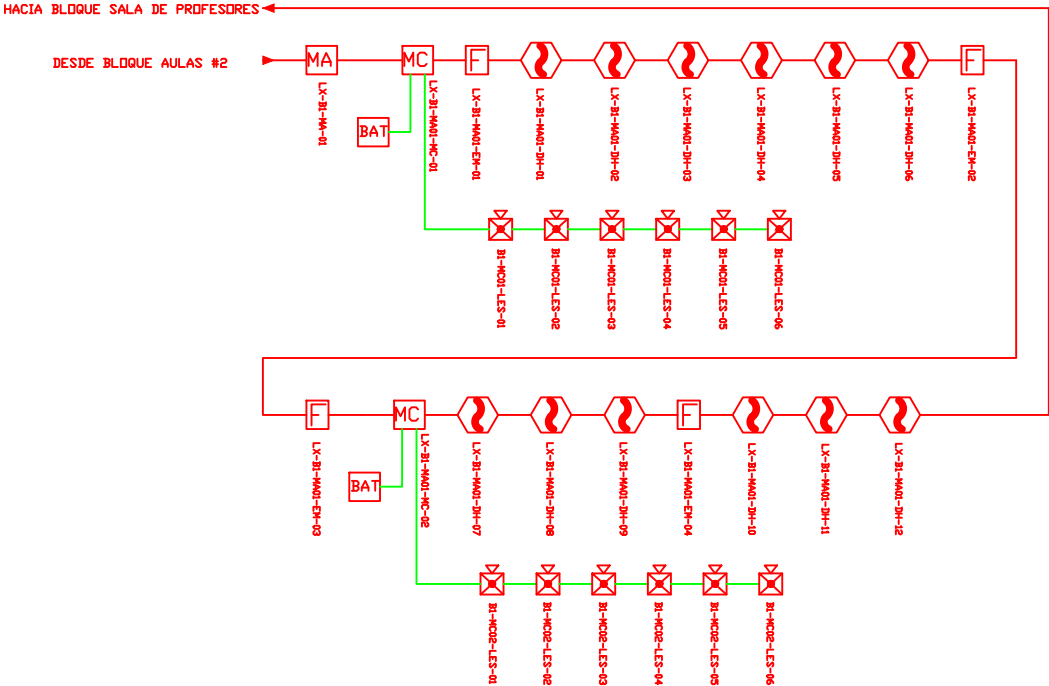 HACIA BLOQUE SALA DE PROFESORES
DESDE BLOQUE AULAS #2
MA
MC
F
F
LX-B1-MA-01
LX-B1-MA01-MC-01
LX-B1-MA01-EM-01
LX-B1-MA01-DH-01
LX-B1-MA01-DH-02
LX-B1-MA01-DH-03
LX-B1-MA01-DH-04
LX-B1-MA01-DH-05
LX-B1-MA01-DH-06
LX-B1-MA01-EM-02
BAT
B1-MC01-LES-01
B1-MC01-LES-02
B1-MC01-LES-03
B1-MC01-LES-04
B1-MC01-LES-05
B1-MC01-LES-06
F
MC
F
LX-B1-MA01-EM-03
LX-B1-MA01-MC-02
LX-B1-MA01-DH-07
LX-B1-MA01-DH-08
LX-B1-MA01-DH-09
LX-B1-MA01-EM-04
LX-B1-MA01-DH-10
LX-B1-MA01-DH-11
LX-B1-MA01-DH-12
BAT
B1-MC02-LES-01
B1-MC02-LES-02
B1-MC02-LES-03
B1-MC02-LES-04
B1-MC02-LES-05
B1-MC02-LES-06